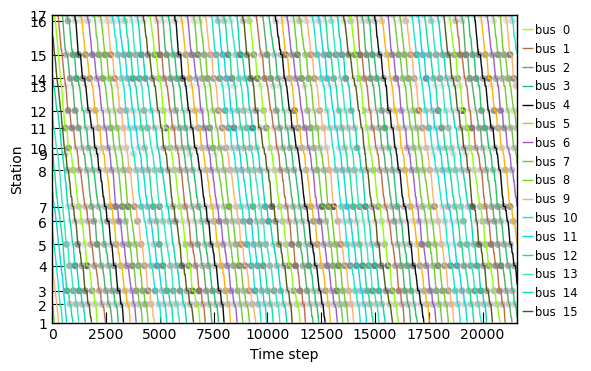 17
16
15
14
13
12
11
10
9
8
7
6
5
4
3
2
1
Station
0 2500 5000 7500 10000 12500 15000 17500 20000
Time step
bus 0
bus 1
bus 2
bus 3
bus 4
bus 5
bus 6
bus 7
bus 8
bus 9
bus 10
bus 11
bus 12
bus 13
bus 14
bus 15